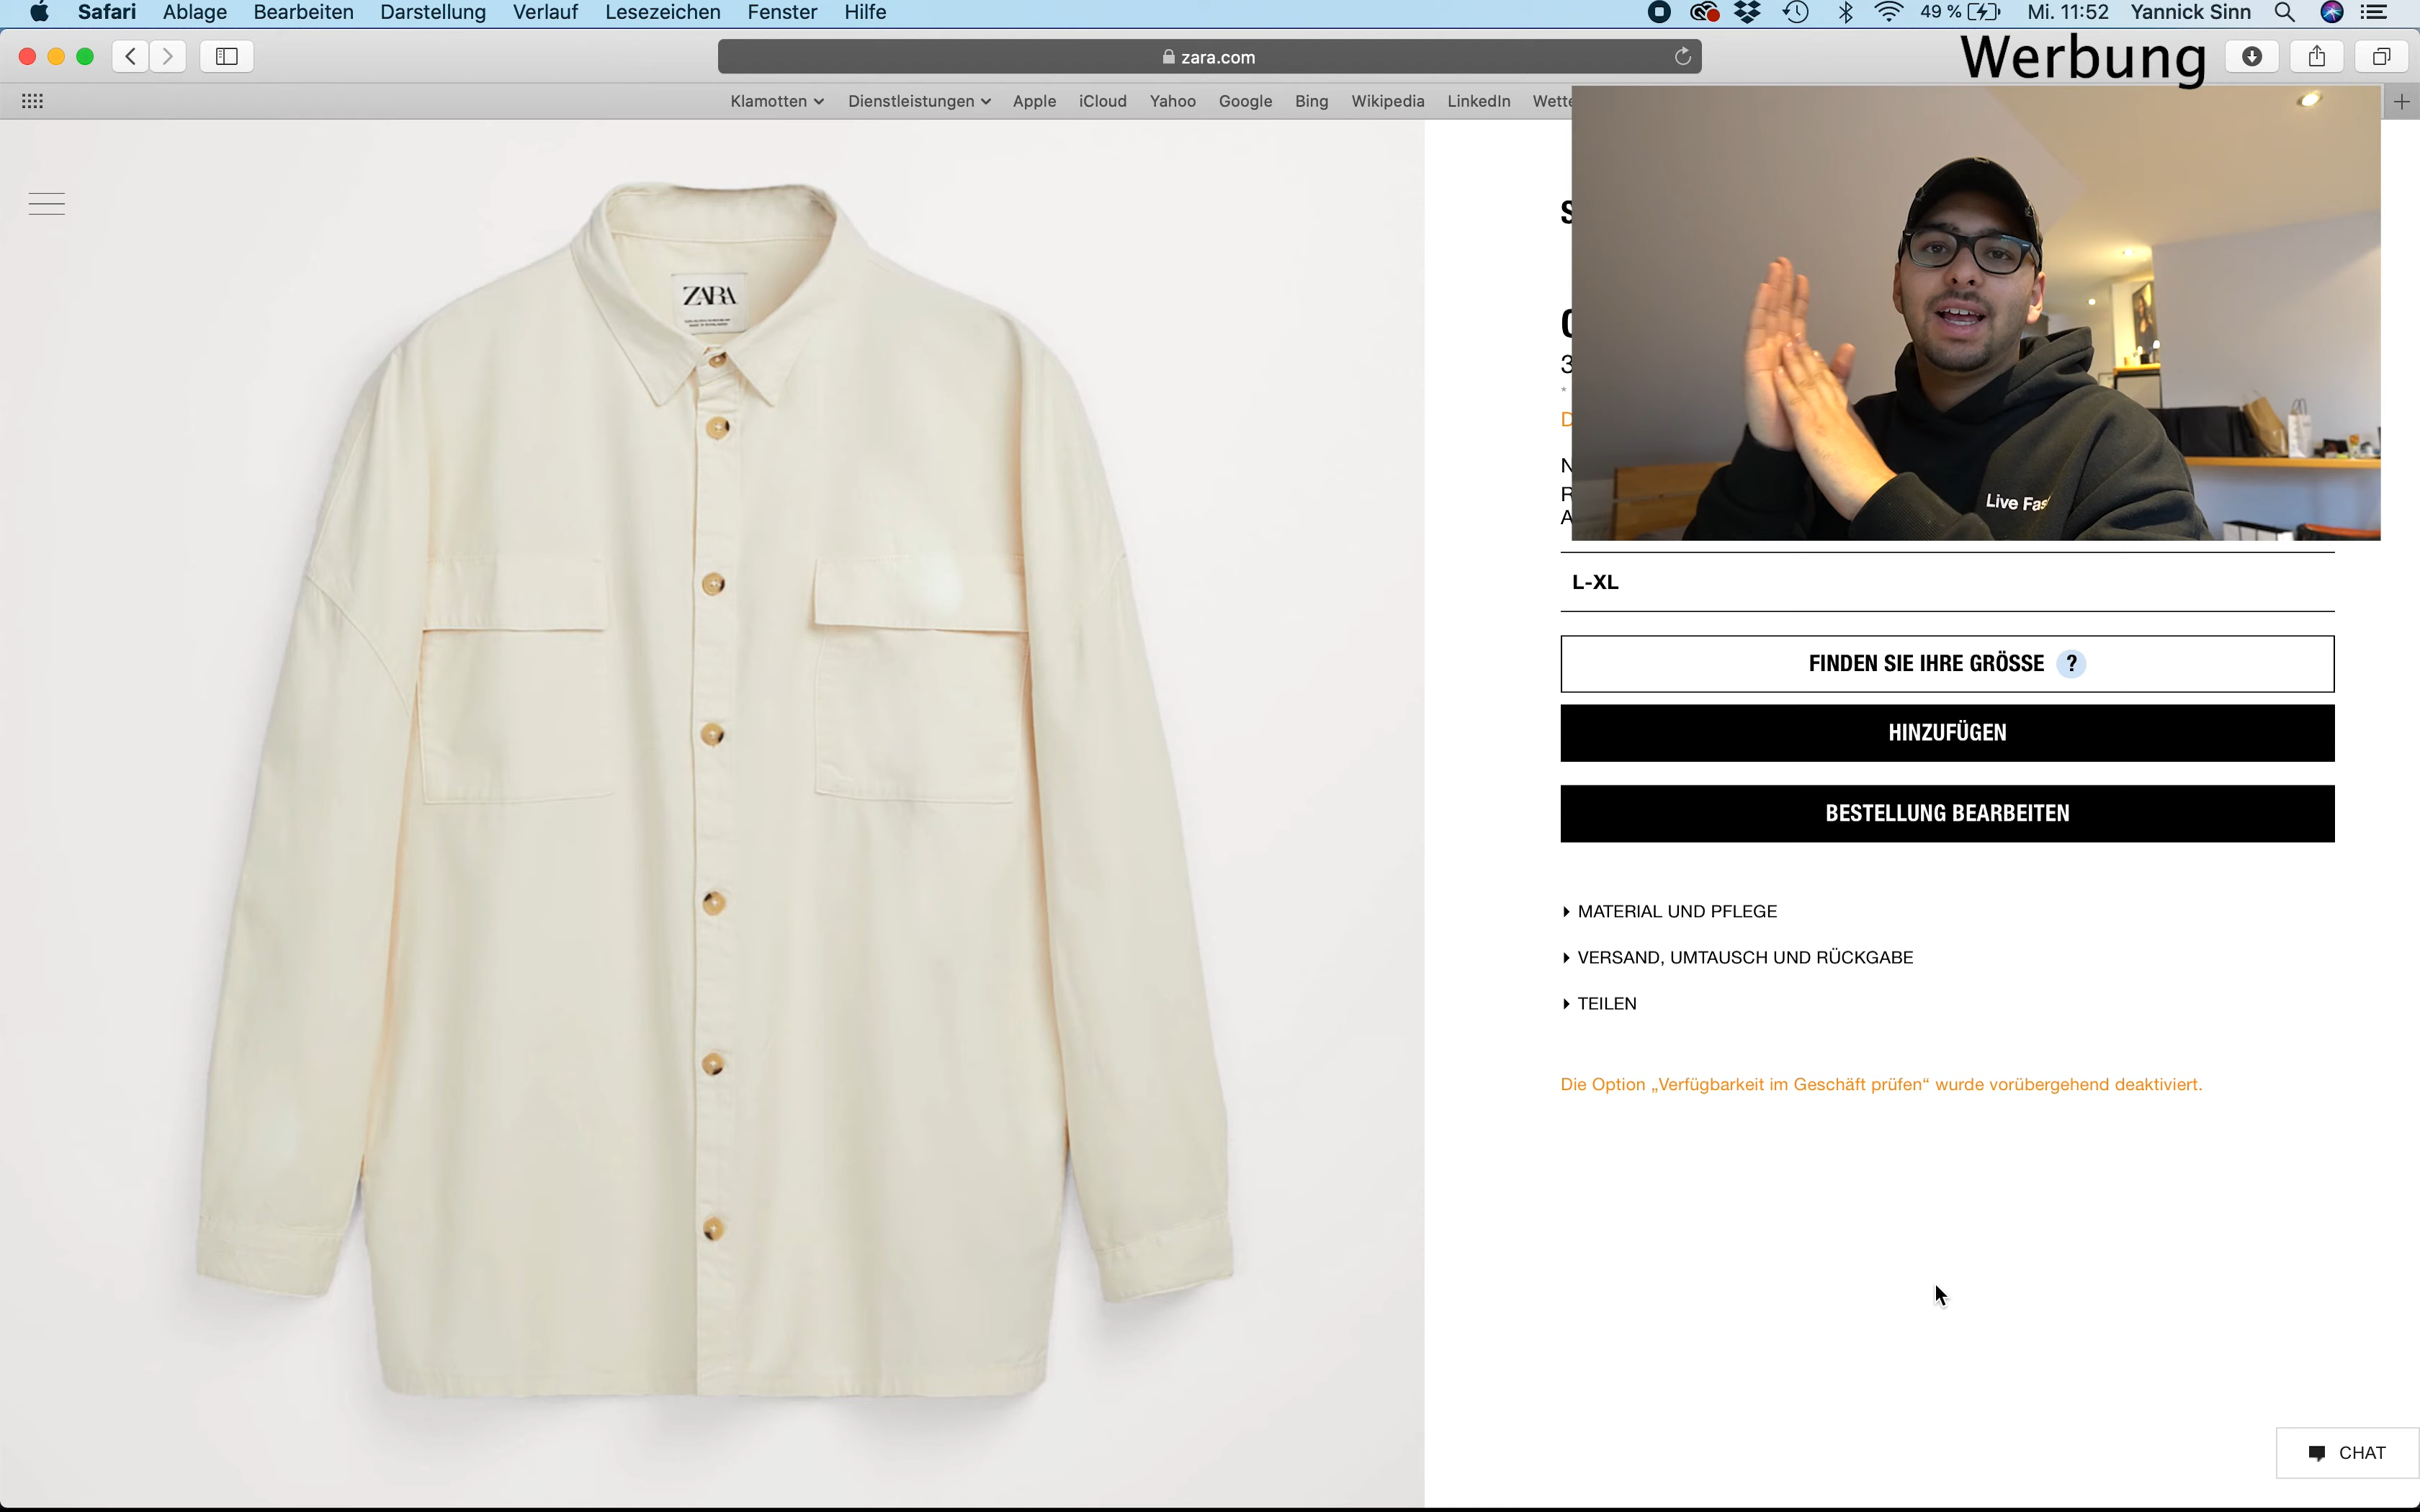 Safari Ablage Bearbeiten Darstellung Verlauf Lesezeichen Fenster Hilfe 49 % Mi. 11:52 Yannick Sinn
zara.com
Werbung
Klamotten Dienstleistungen Apple iCloud Yahoo Google Bing Wikipedia LinkedIn
ZARA
Live
L-XL
FINDEN SIE IHRE GRÖSSE ?
HINZUFÜGEN
BESTELLUNG BEARBEITEN
MATERIAL UND PFLEGE
VERSAND, UMTAUSCH UND RÜCKGABE
TEILEN
Die Option „Verfügbarkeit im Geschäft prüfen“ wurde vorübergehend deaktiviert.
CHAT